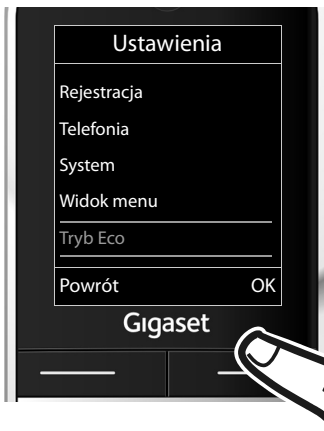 Ustawienia
Rejestracja
Telefonia
System
Widok menu
Tryb Eco
Powrót OK
Gigaset